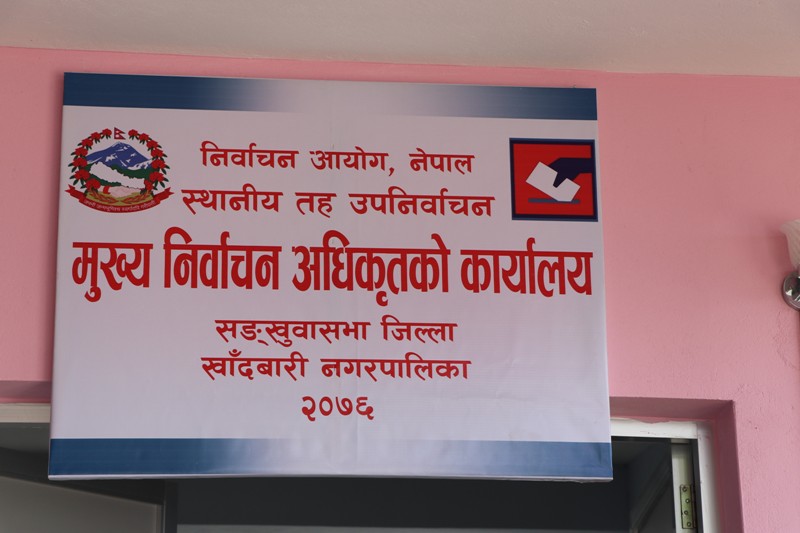 निर्वाचन आयोग, नेपाल
स्थानीय तह उपनिर्वाचन
मुख्य निर्वाचन अधिकृतको कार्यालय
सङ्खुवासभा जिल्ला
खाँदबारी नगरपालिका
२०७६